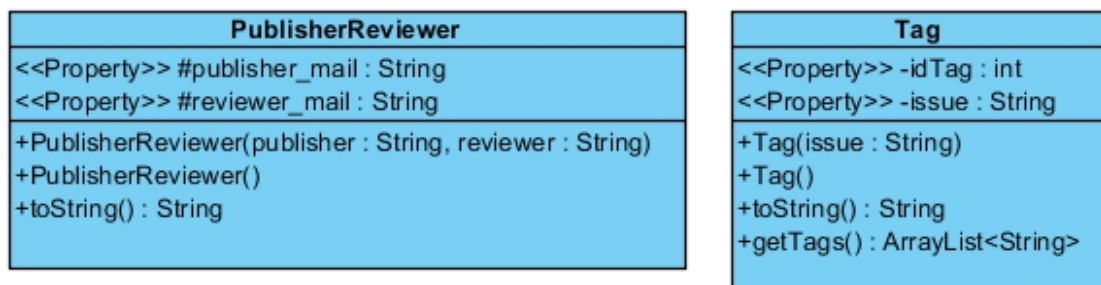 PublisherReviewer
<<Property>> #publisher_mail : String
<<Property>> #reviewer_mail : String
+PublisherReviewer(publisher : String, reviewer : String)
+PublisherReviewer()
+toString() : String
Tag
<<Property>> -idTag : int
<<Property>> -issue : String
+Tag(issue : String)
+Tag()
+toString() : String
+getTags() : ArrayList<String>